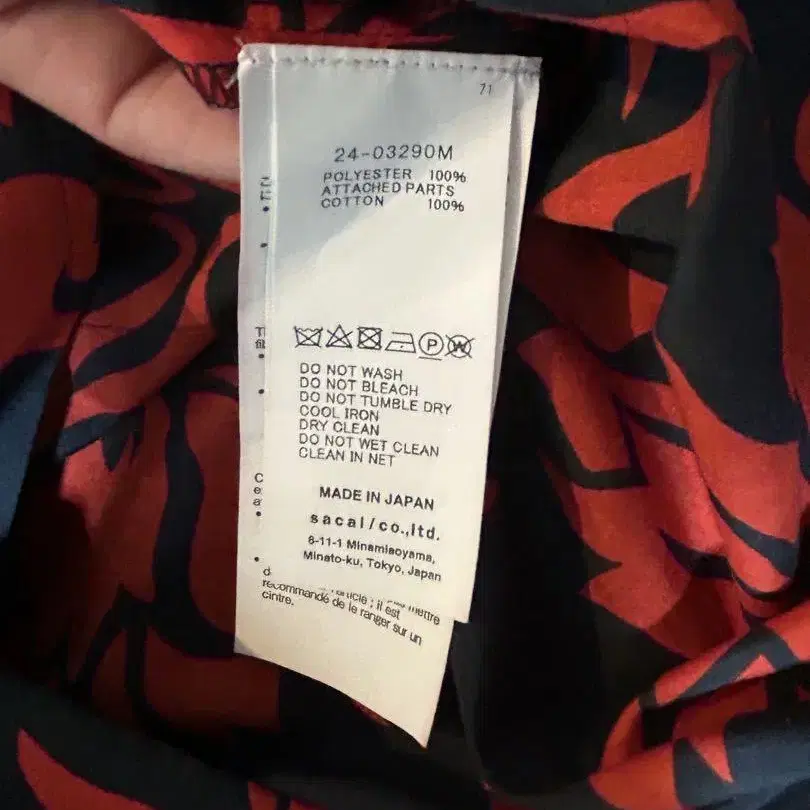 71
24-03290M
POLYESTER 100%
ATTACHED PARTS
COTTON 100%
DO NOT WASH
DO NOT BLEACH
DO NOT TUMBLE DRY
COOL IRON
DRY CLEAN
DO NOT WET CLEAN
CLEAN IN NET
MADE IN JAPAN
sacai/co.,ltd.
6-11-1 Minamiaoyama,
Minato-ku, Tokyo, Japan
mettre
recommandé de le ranger sur un
cintre.